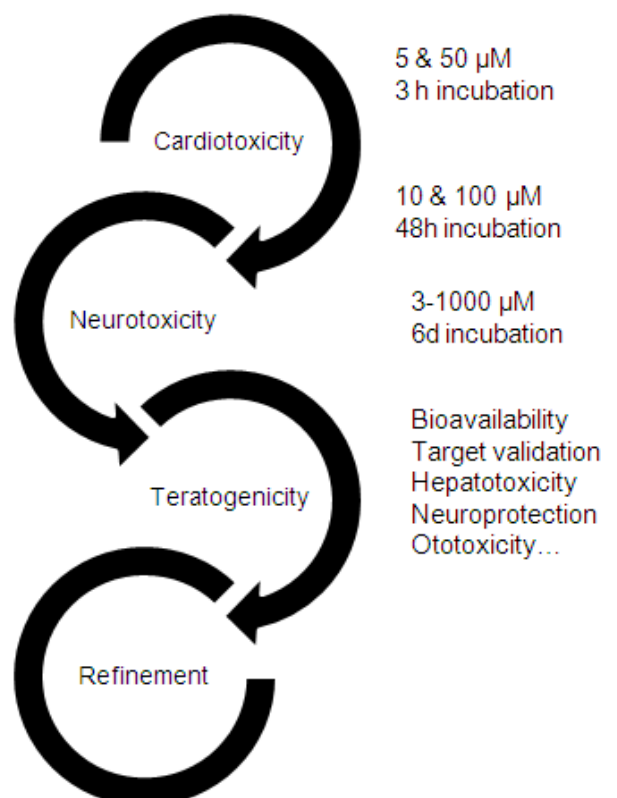 5 & 50 µM
3 h incubation
Cardiotoxicity
10 & 100 µM
48h incubation
Neurotoxicity
3-1000 µM
6d incubation
Bioavailability
Target validation
Hepatotoxicity
Neuroprotection
Ototoxicity…
Teratogenicity
Refinement